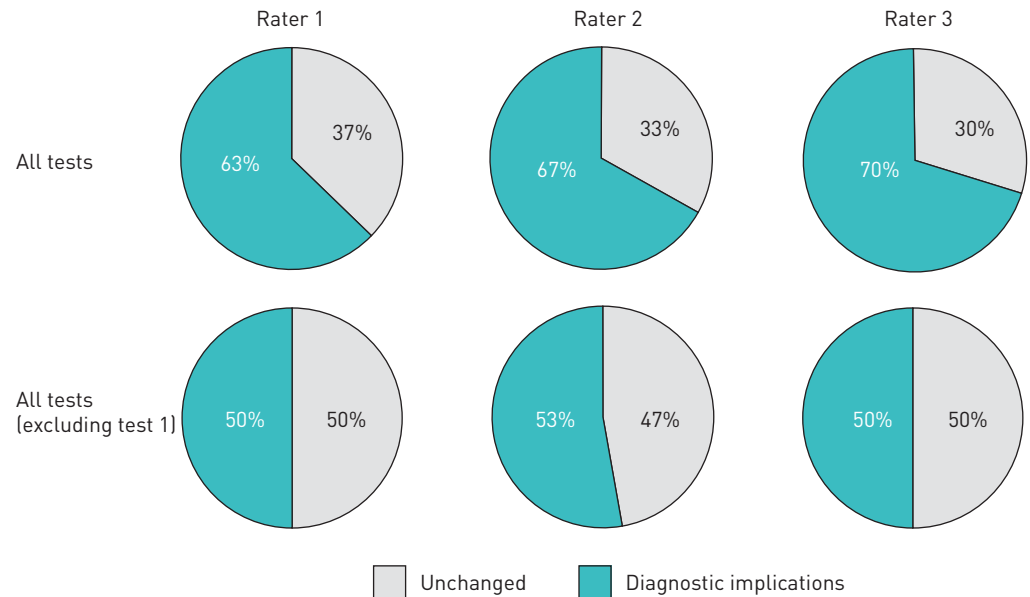 Rater 1
Rater 2
Rater 3
All tests
63%
37%
67%
33%
70%
30%
All tests
(excluding test 1)
50%
50%
53%
47%
50%
50%
Unchanged
Diagnostic implications